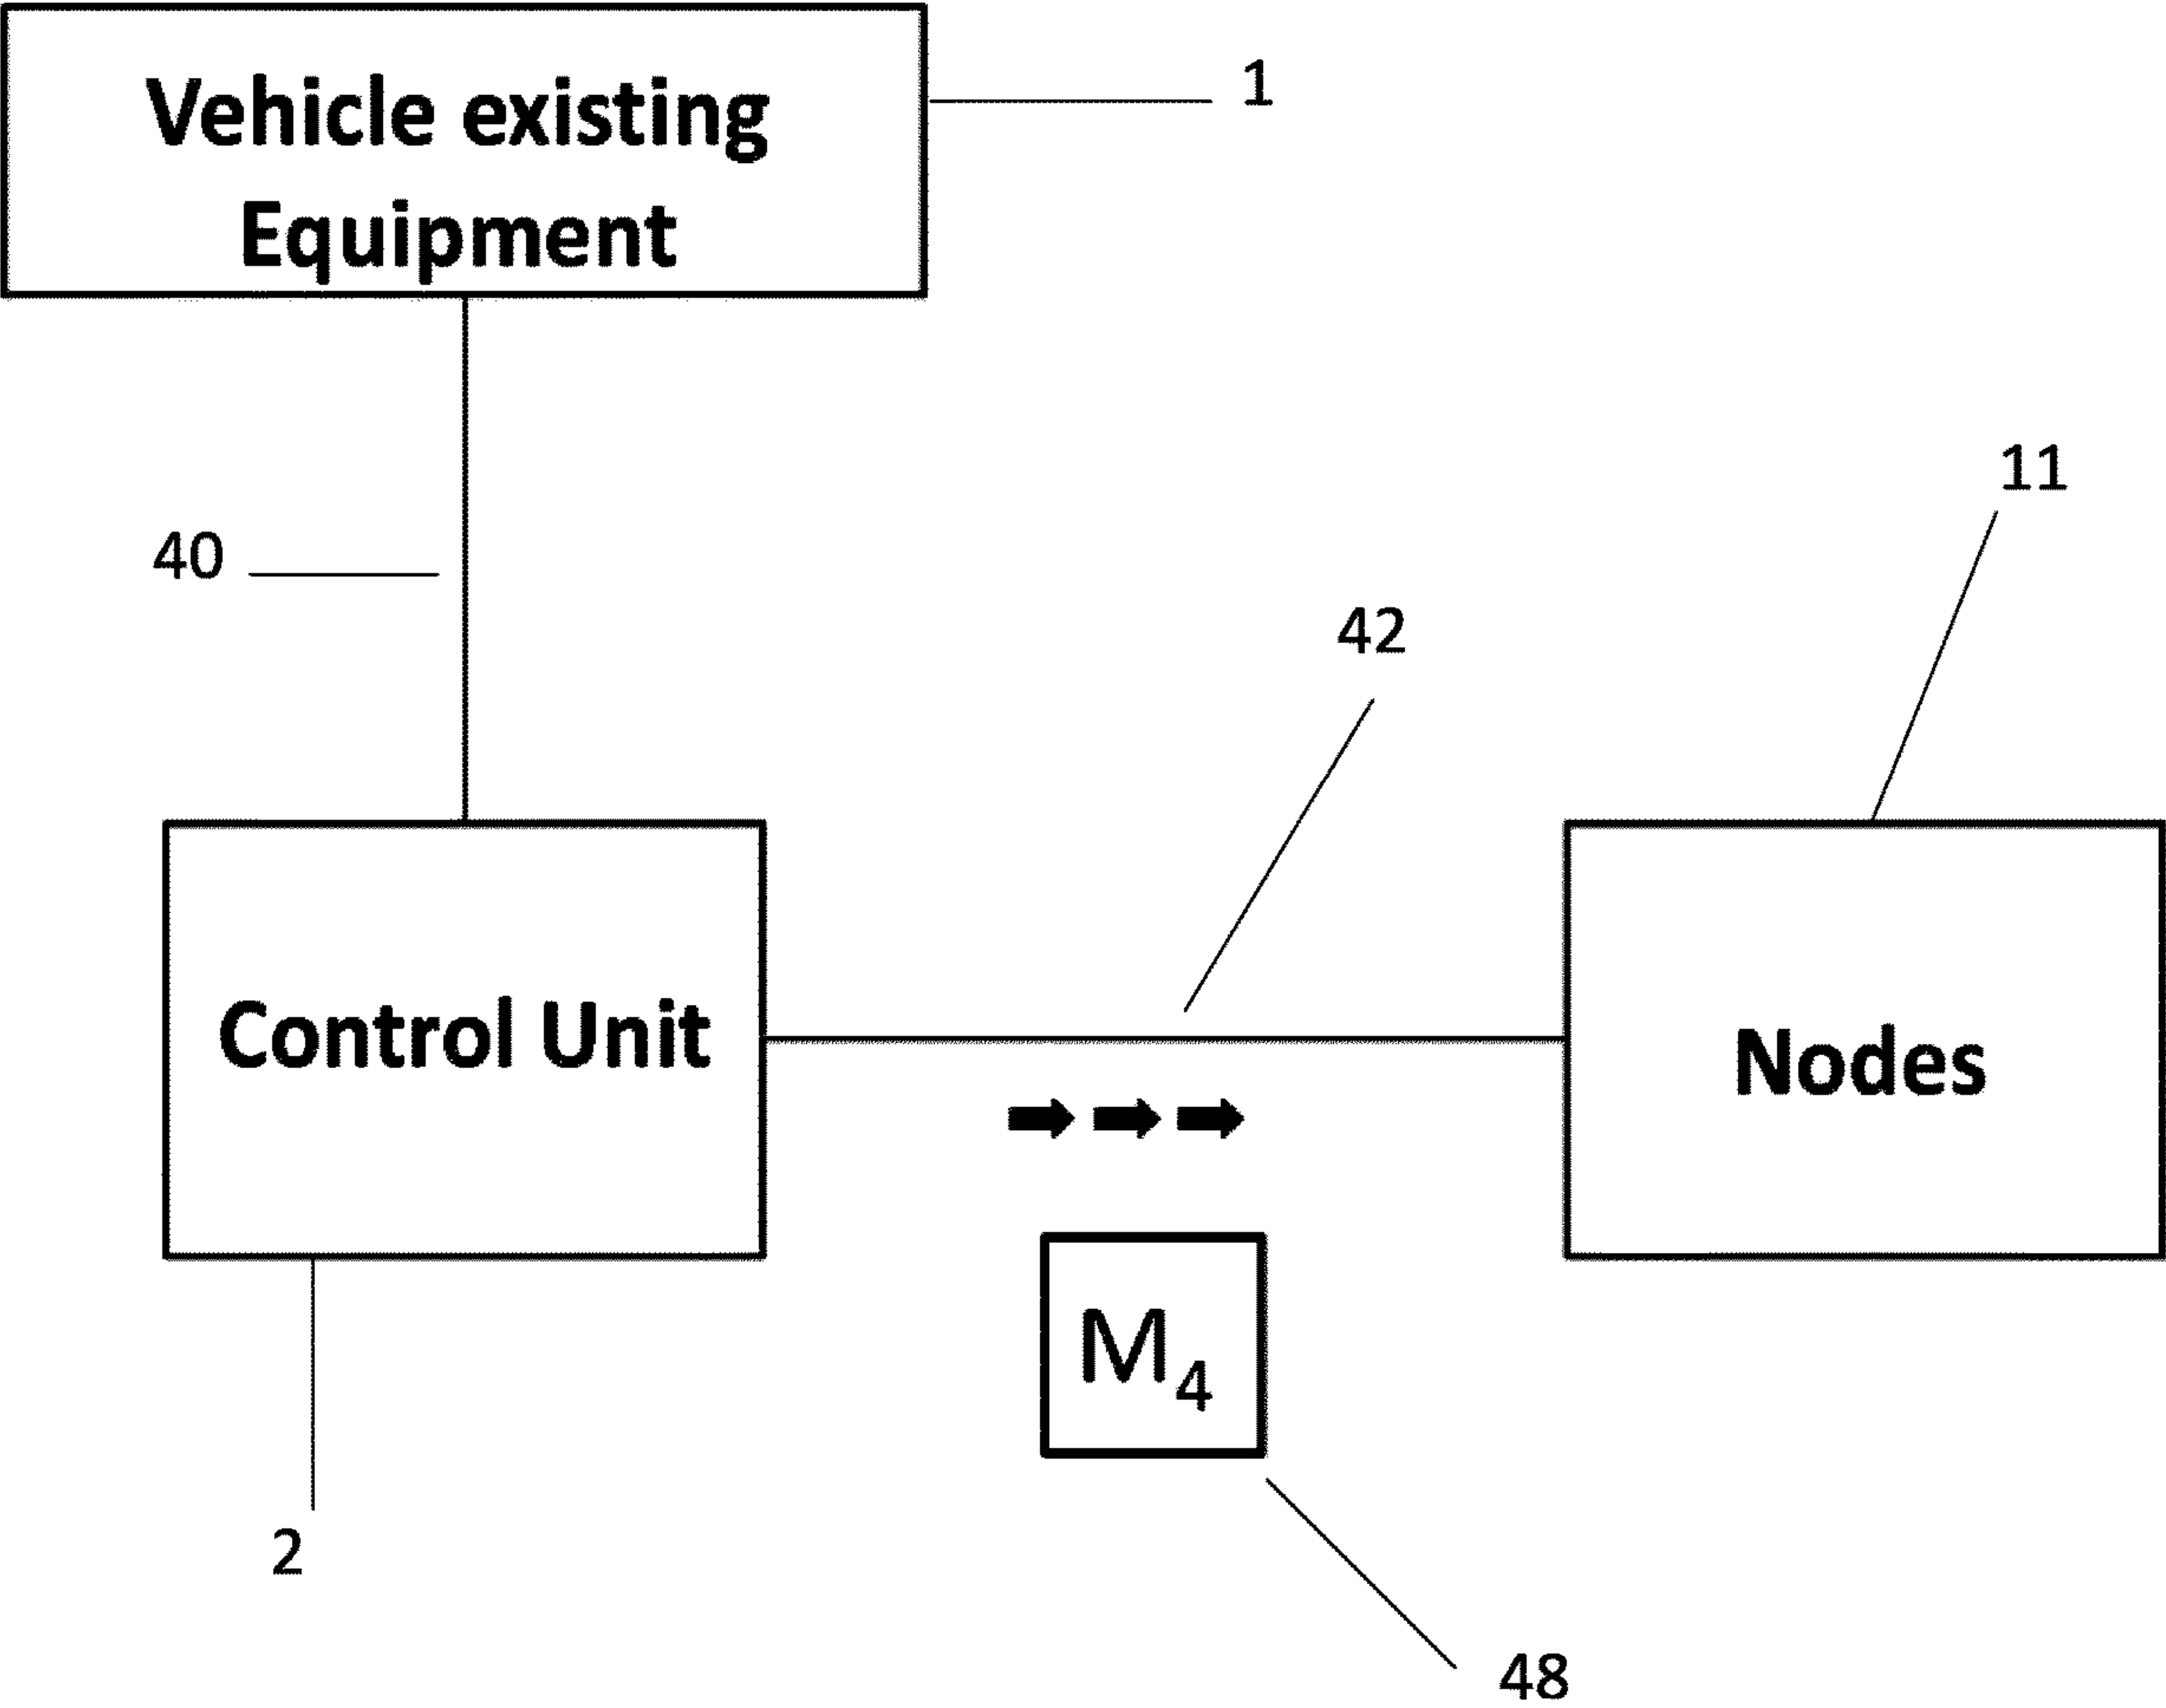 Vehicle existing
Equipment
1
11
40
42
Control Unit
Nodes
M₄
2
48